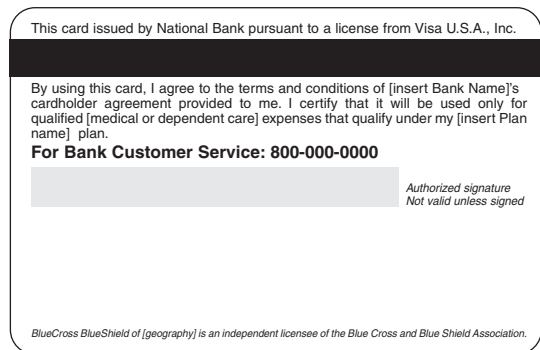 This card issued by National Bank pursuant to a license from Visa U.S.A., Inc.
By using this card, I agree to the terms and conditions of [insert Bank Name]'s
cardholder agreement provided to me. I certify that it will be used only for
qualified [medical or dependent care] expenses that qualify under my [insert Plan
name] plan.
For Bank Customer Service: 800-000-0000
Authorized signature
Not valid unless signed
BlueCross BlueShield of [geography] is an independent licensee of the Blue Cross and Blue Shield Association.